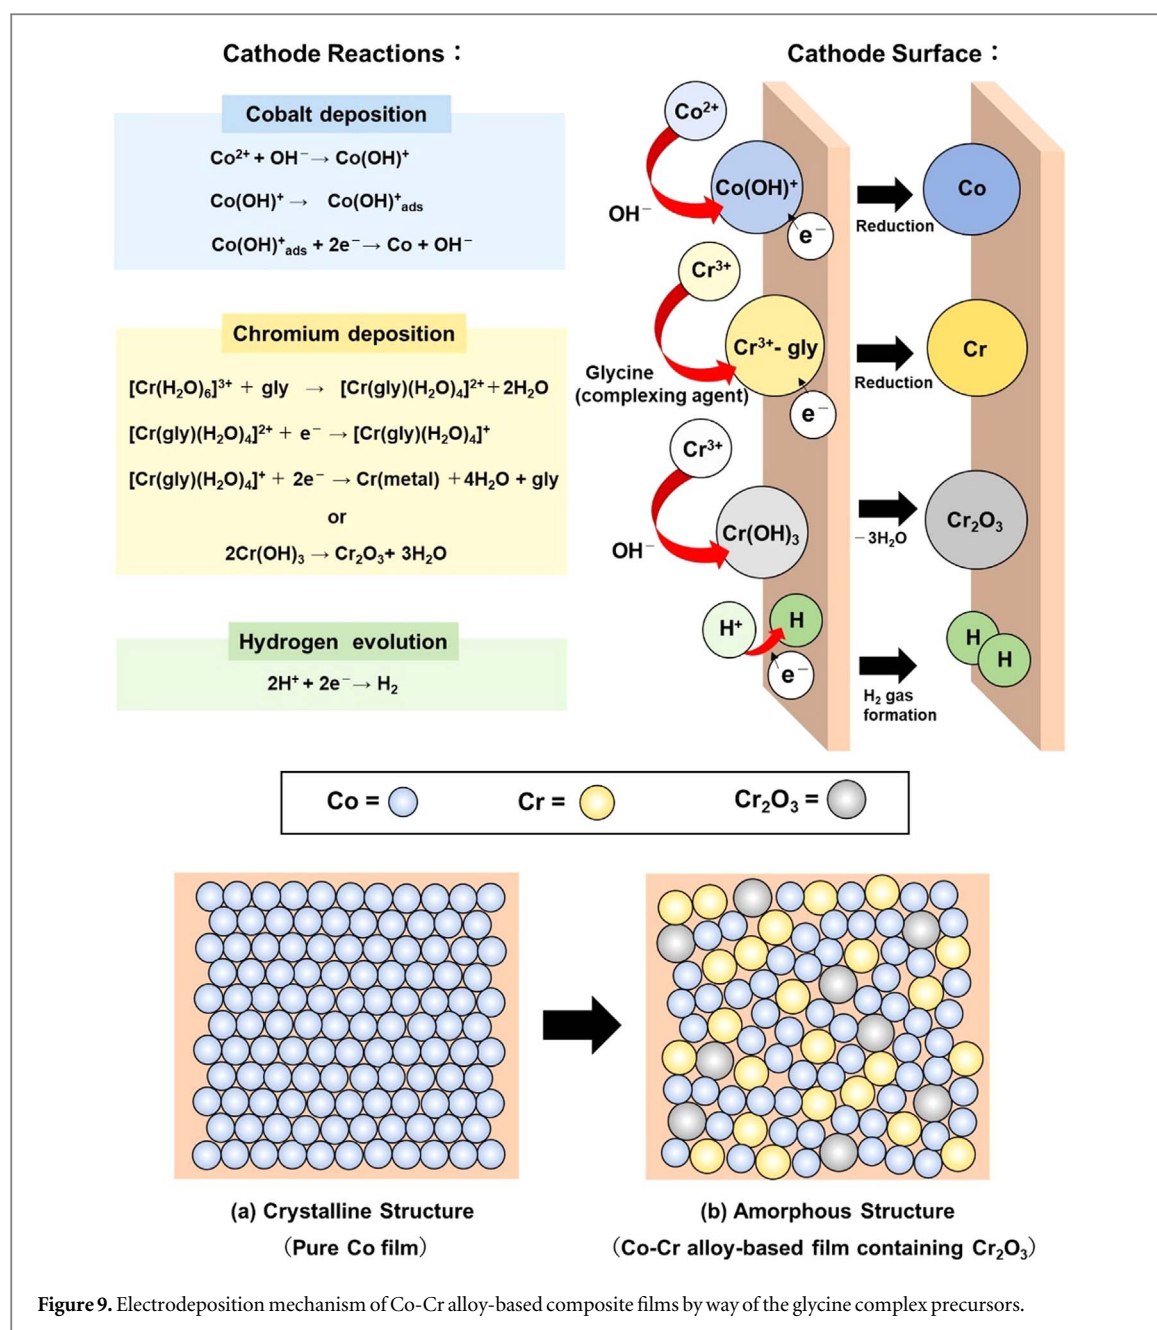 Cathode Reactions：
Cobalt deposition
Co²⁺ + OH⁻ → Co(OH)⁺
Co(OH)⁺ → Co(OH)⁺ads
Co(OH)⁺ads + 2e⁻ → Co + OH⁻
Chromium deposition
[Cr(H₂O)₆]³⁺ + gly → [Cr(gly)(H₂O)₄]²⁺ + 2H₂O
[Cr(gly)(H₂O)₄]²⁺ + e⁻ → [Cr(gly)(H₂O)₄]⁺
[Cr(gly)(H₂O)₄]⁺ + 2e⁻ → Cr(metal) + 4H₂O + gly
or
2Cr(OH)₃ → Cr₂O₃ + 3H₂O
Hydrogen evolution
2H⁺ + 2e⁻ → H₂
Cathode Surface：
Co²⁺
Co(OH)⁺
OH⁻
e⁻
Reduction
Co
Cr³⁺
Cr³⁺- gly
Glycine
(complexing agent)
e⁻
Reduction
Cr
Cr³⁺
Cr(OH)₃
OH⁻
−3H₂O
Cr₂O₃
H⁺
H
e⁻
H₂ gas
formation
H
H
Co =
Cr =
Cr₂O₃ =
(a) Crystalline Structure
（Pure Co film）
(b) Amorphous Structure
（Co-Cr alloy-based film containing Cr₂O₃）
Figure 9. Electrodeposition mechanism of Co-Cr alloy-based composite films by way of the glycine complex precursors.